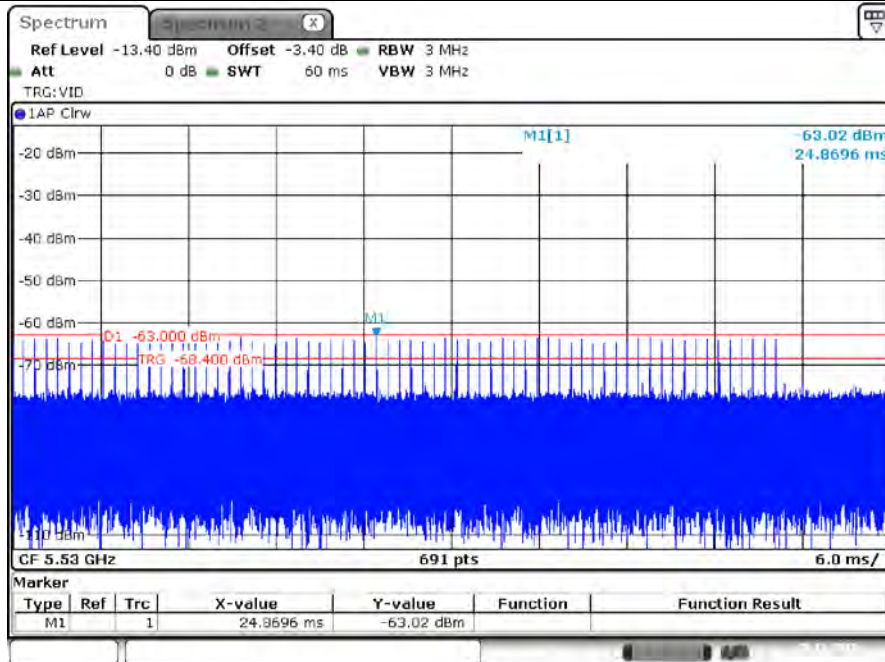 Spectrum
Ref Level -13.40 dBm Offset -3.40 dB RBW 3 MHz
Att 0 dB SWT 60 ms VBW 3 MHz
TRG:VID
1AP Clrw
M1[1] -63.02 dBm
24.8696 ms
-20 dBm
-30 dBm
-40 dBm
-50 dBm
-60 dBm
M1
D1 -63.000 dBm
TRG -68.400 dBm
-70 dBm
-110 dBm
CF 5.53 GHz 691 pts 6.0 ms/
Marker
Type Ref Trc X-value Y-value Function Function Result
M1 1 24.8696 ms -63.02 dBm